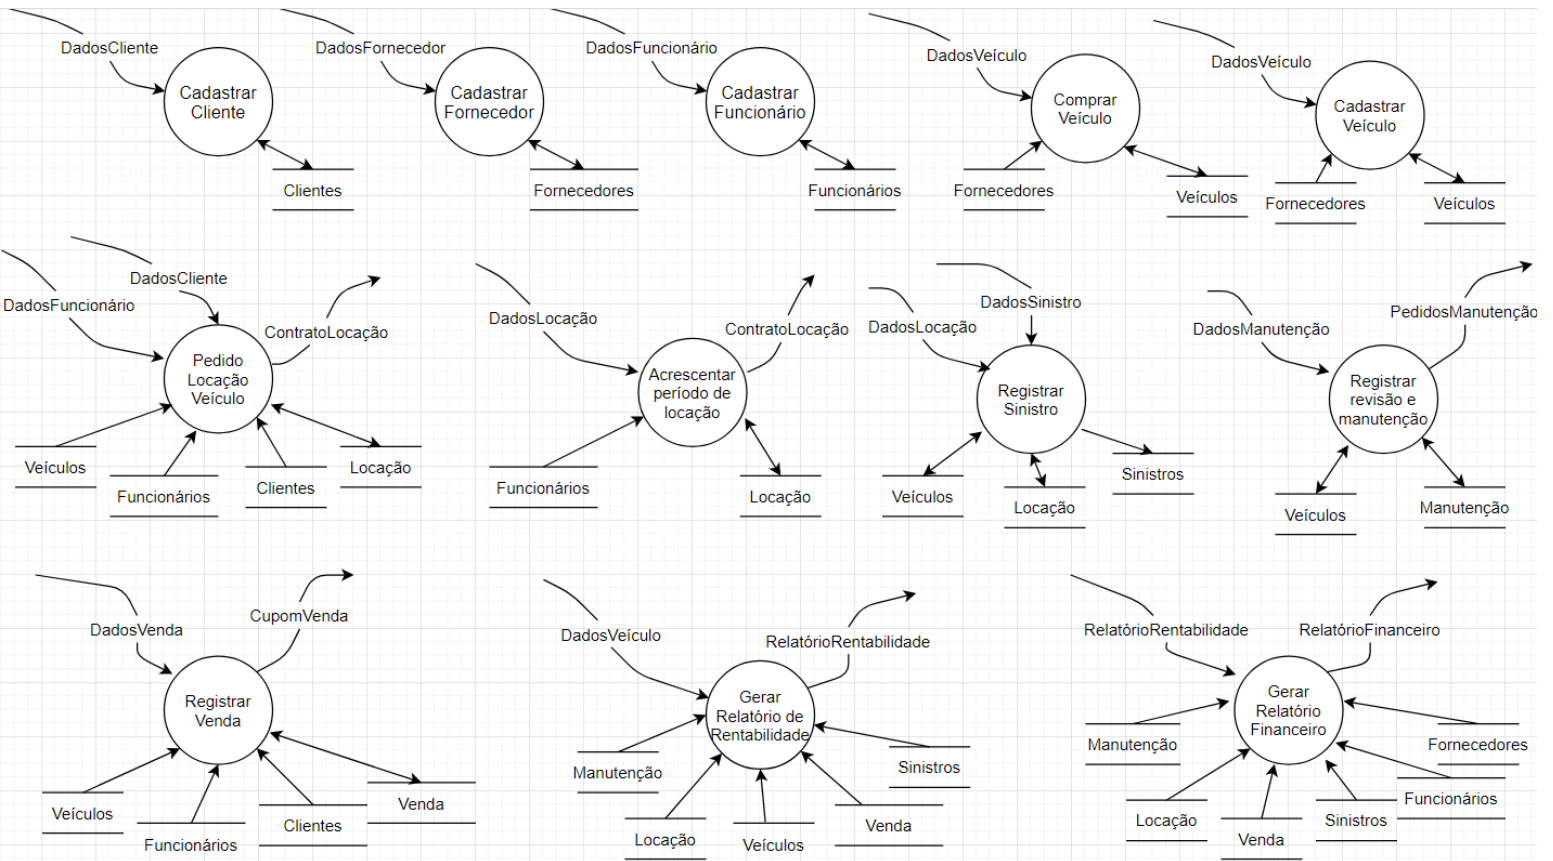 DadosCliente
Cadastrar
Cliente
Clientes
DadosFornecedor
Cadastrar
Fornecedor
Fornecedores
DadosFuncionário
Cadastrar
Funcionário
Funcionários
DadosVeículo
Comprar
Veículo
Fornecedores
Veículos
DadosVeículo
Cadastrar
Veículo
Fornecedores
Veículos
DadosCliente
DadosFuncionário
ContratoLocação
Pedido
Locação
Veículo
Veículos
Funcionários
Clientes
Locação
DadosLocação
ContratoLocação
Acrescentar
período de
locação
Funcionários
Locação
DadosSinistro
DadosLocação
Registrar
Sinistro
Veículos
Locação
Sinistros
DadosManutenção
PedidosManutenção
Registrar
revisão e
manutenção
Veículos
Manutenção
DadosVenda
CupomVenda
Registrar
Venda
Veículos
Funcionários
Clientes
Venda
DadosVeículo
RelatórioRentabilidade
Gerar
Relatório de
Rentabilidade
Manutenção
Locação
Veículos
Venda
Sinistros
RelatórioRentabilidade
RelatórioFinanceiro
Gerar
Relatório
Financeiro
Manutenção
Locação
Venda
Sinistros
Funcionários
Fornecedores